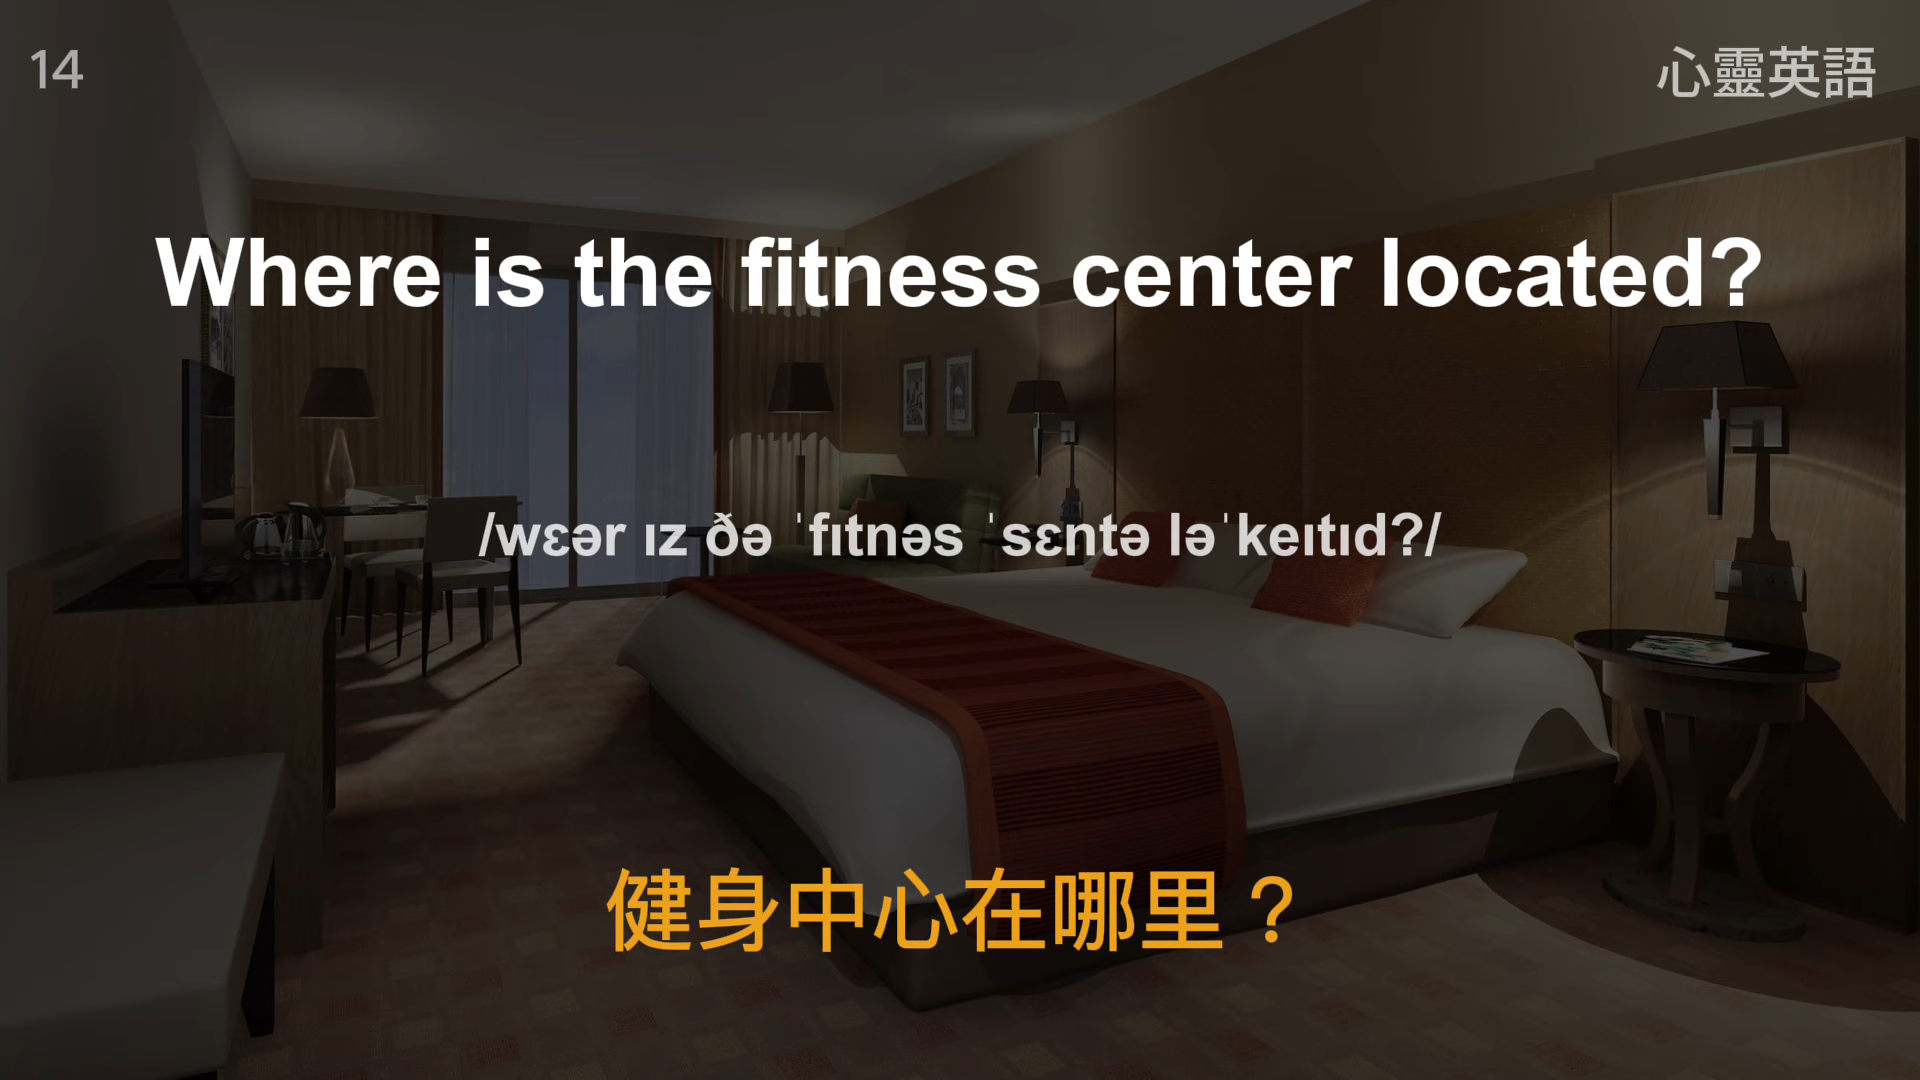 14
心靈英語
Where is the fitness center located?
/wɛər ɪz ðə ˈfɪtnəs ˈsɛntə ləˈkeɪtɪd?/
健身中心在哪里？